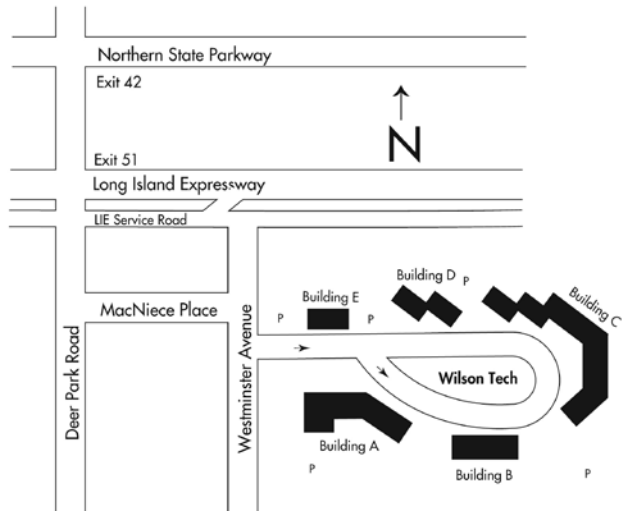 Northern State Parkway
Exit 42
N
Exit 51
Long Island Expressway
LIE Service Road
MacNiece Place
Deer Park Road
Westminster Avenue
Building D
P
Building E
P
P
Building C
Wilson Tech
Building A
P
Building B
P